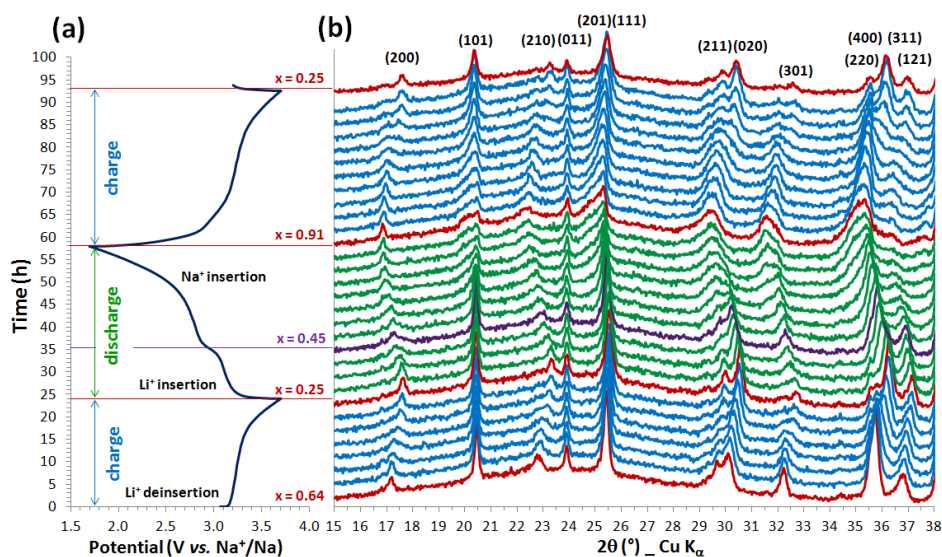 (a)
(b)
(200)
(101)
(210) (011)
(201) (111)
(211) (020)
(301)
(400) (311)
(220)
(121)
Time (h)
100
95
90
85
80
75
70
65
60
55
50
45
40
35
30
25
20
15
10
5
0
x = 0.25
charge
x = 0.91
Na⁺ insertion
discharge
x = 0.45
Li⁺ insertion
x = 0.25
charge
Li⁺ deinsertion
x = 0.64
1.5 2.0 2.5 3.0 3.5 4.0
Potential (V vs. Na⁺/Na)
15 16 17 18 19 20 21 22 23 24 25 26 27 28 29 30 31 32 33 34 35 36 37 38
2θ (°) _ Cu Kα